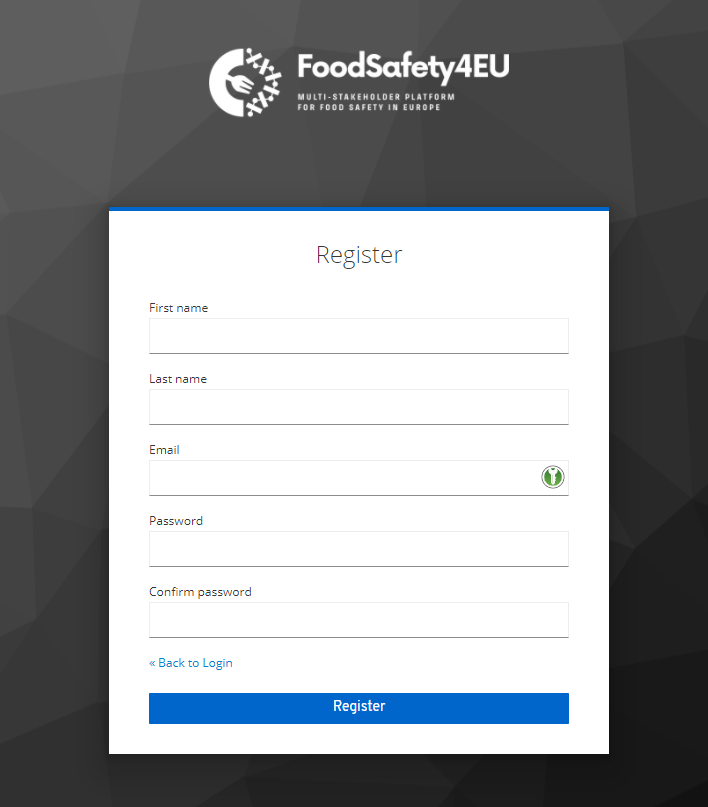 FoodSafety4EU
MULTI-STAKEHOLDER PLATFORM
FOR FOOD SAFETY IN EUROPE
Register
First name
Last name
Email
Password
Confirm password
« Back to Login
Register